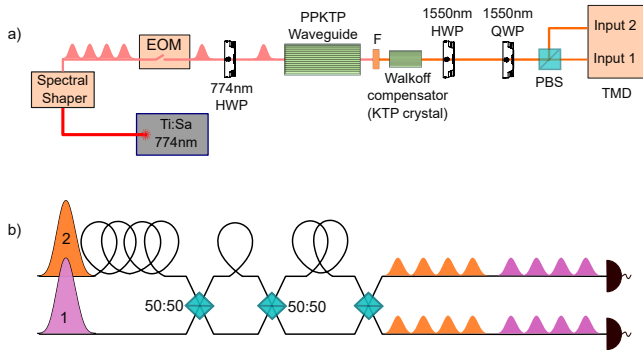 a)
EOM
Spectral
Shaper
Ti:Sa
774nm
774nm
HWP
PPKTP
Waveguide
F
Walkoff
compensator
(KTP crystal)
1550nm
HWP
1550nm
QWP
PBS
Input 2
Input 1
TMD
b)
2
1
50:50
50:50